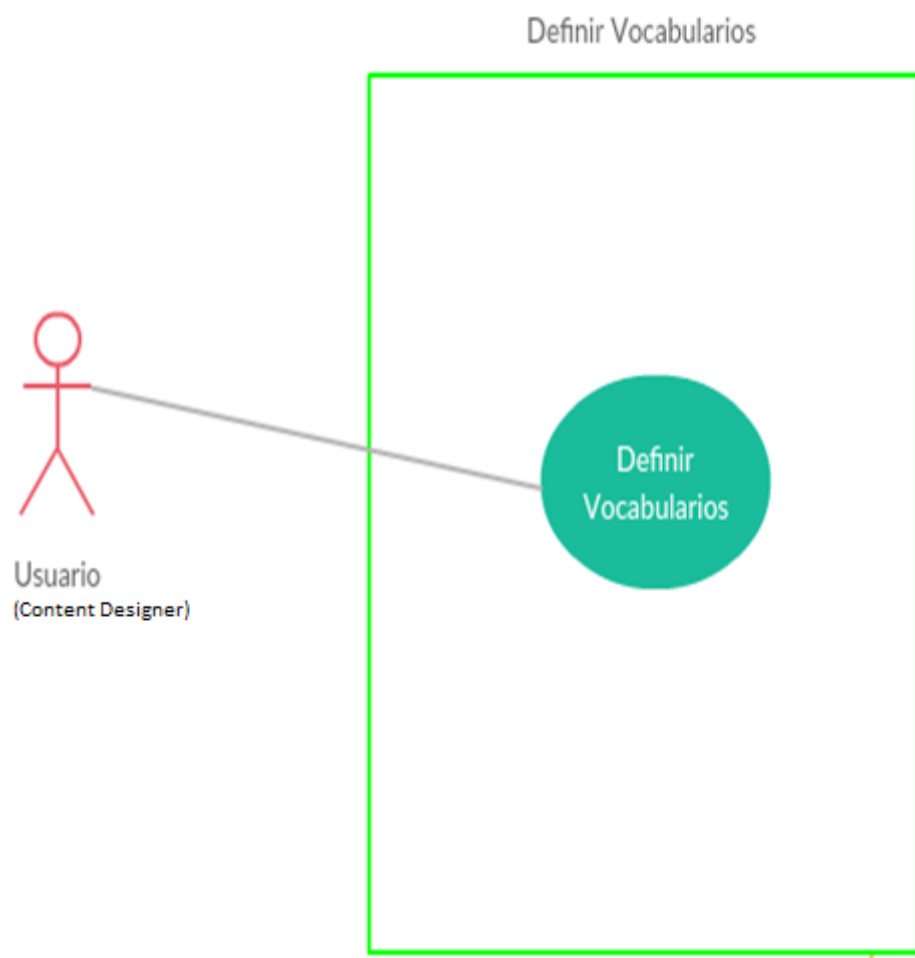 Definir Vocabularios
Definir
Vocabularios
Usuario
(Content Designer)